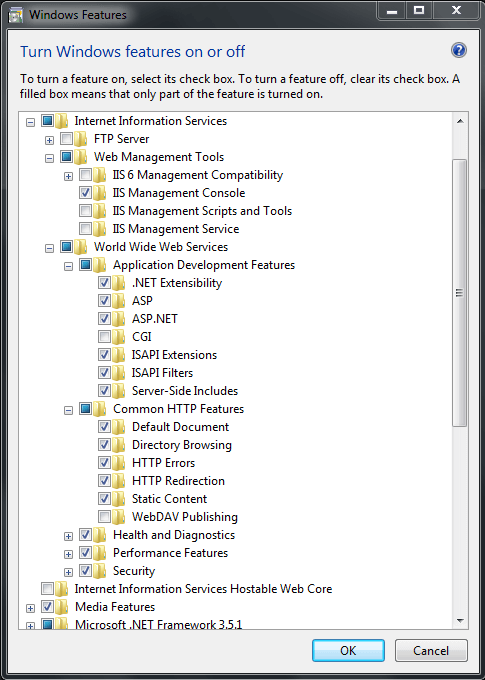 Windows Features
Turn Windows features on or off
To turn a feature on, select its check box. To turn a feature off, clear its check box. A
filled box means that only part of the feature is turned on.
Internet Information Services
FTP Server
Web Management Tools
IIS 6 Management Compatibility
IIS Management Console
IIS Management Scripts and Tools
IIS Management Service
World Wide Web Services
Application Development Features
.NET Extensibility
ASP
ASP.NET
CGI
ISAPI Extensions
ISAPI Filters
Server-Side Includes
Common HTTP Features
Default Document
Directory Browsing
HTTP Errors
HTTP Redirection
Static Content
WebDAV Publishing
Health and Diagnostics
Performance Features
Security
Internet Information Services Hostable Web Core
Media Features
Microsoft .NET Framework 3.5.1
OK
Cancel